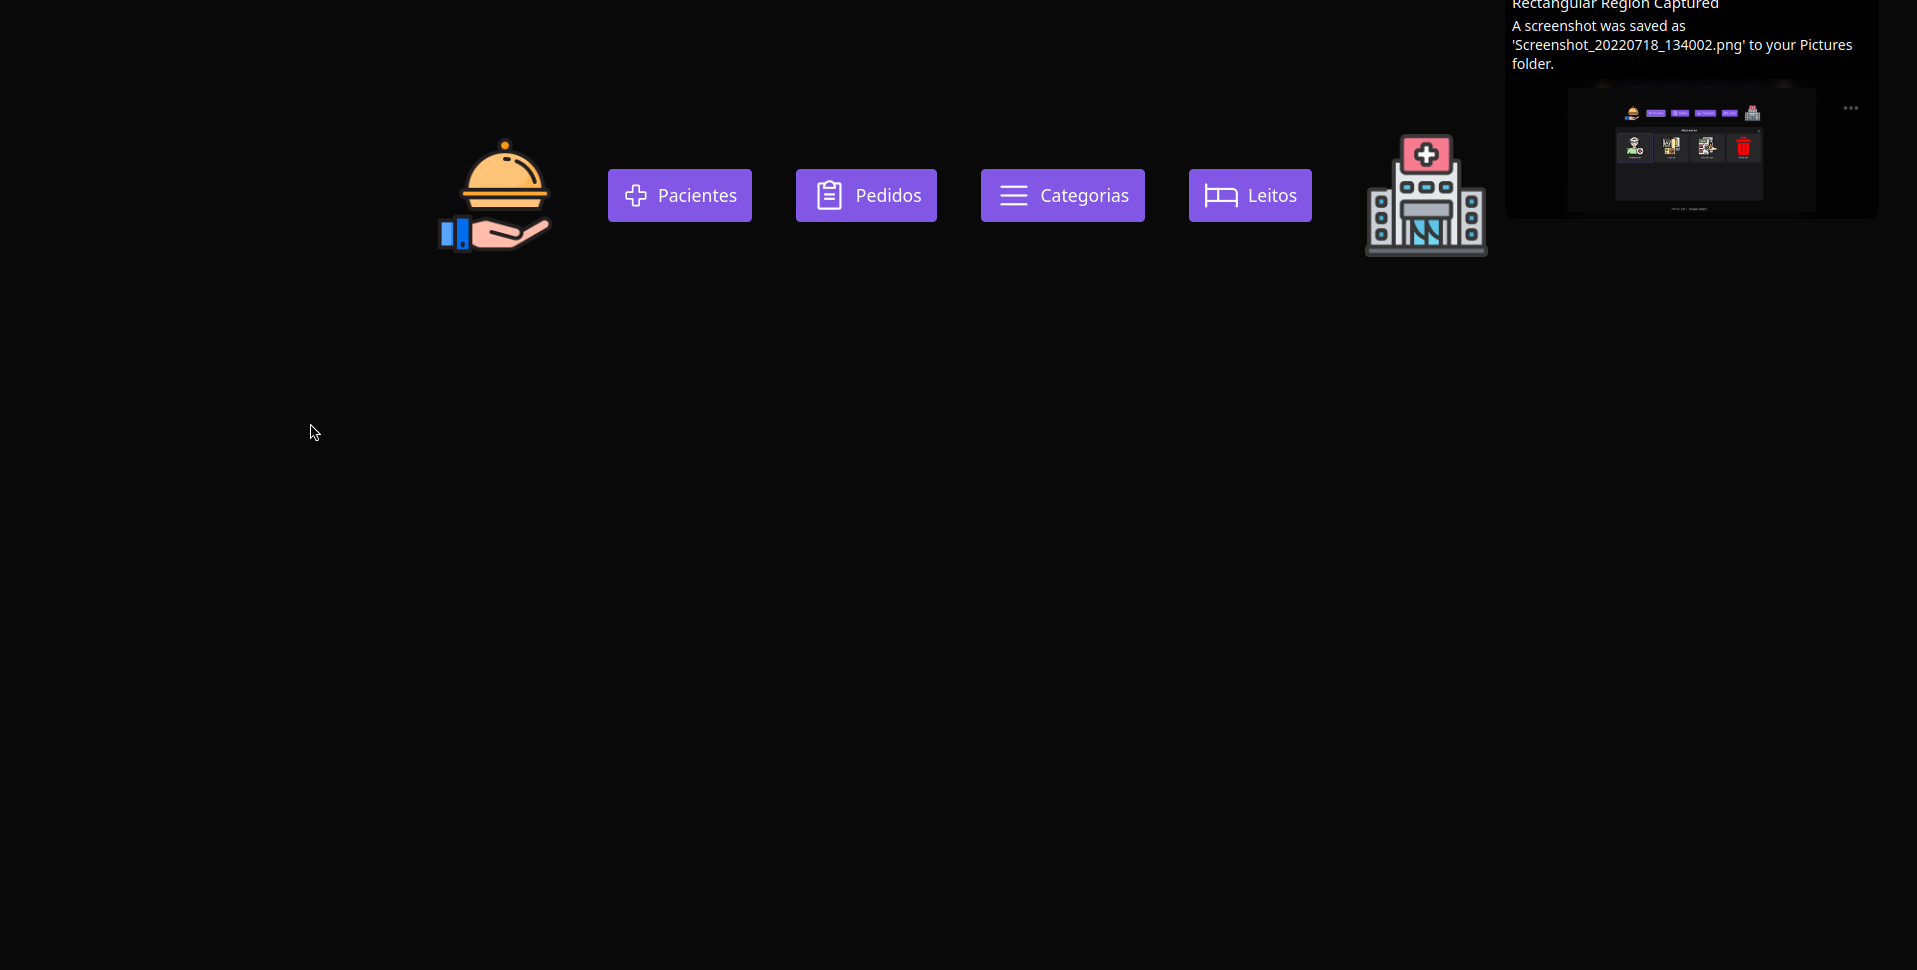 Rectangular Region Captured
A screenshot was saved as
'Screenshot_20220718_134002.png' to your Pictures
folder.
Pacientes
Pedidos
Categorias
Leitos